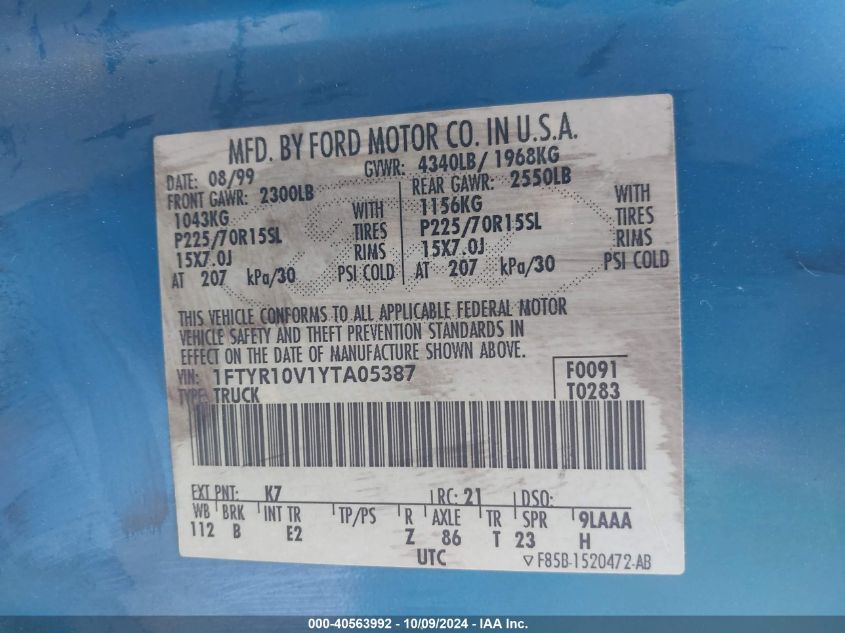 MFD. BY FORD MOTOR CO. IN U.S.A.
DATE: 08/99 GVWR: 4340LB/ 1968KG
FRONT GAWR: 2300LB REAR GAWR: 2550LB
1043KG WITH 1156KG WITH
P225/70R15SL TIRES P225/70R15SL TIRES
15X7.0J RIMS 15X7.0J RIMS
AT 207 kPa/30 PSI COLD AT 207 kPa/30 PSI COLD
THIS VEHICLE CONFORMS TO ALL APPLICABLE FEDERAL MOTOR
VEHICLE SAFETY AND THEFT PREVENTION STANDARDS IN
EFFECT ON THE DATE OF MANUFACTURE SHOWN ABOVE.
VIN: 1FTYR10V1YTA05387 F0091
TYPE: TRUCK T0283
EXT PNT: K7 RC: 21 DSO:
WB BRK INT TR TP/PS R AXLE TR SPR 9LAAA
112 B E2 Z 86 T 23 H
UTC ▽ F85B-1520472-AB
000-40563992 - 10/09/2024 - IAA Inc.